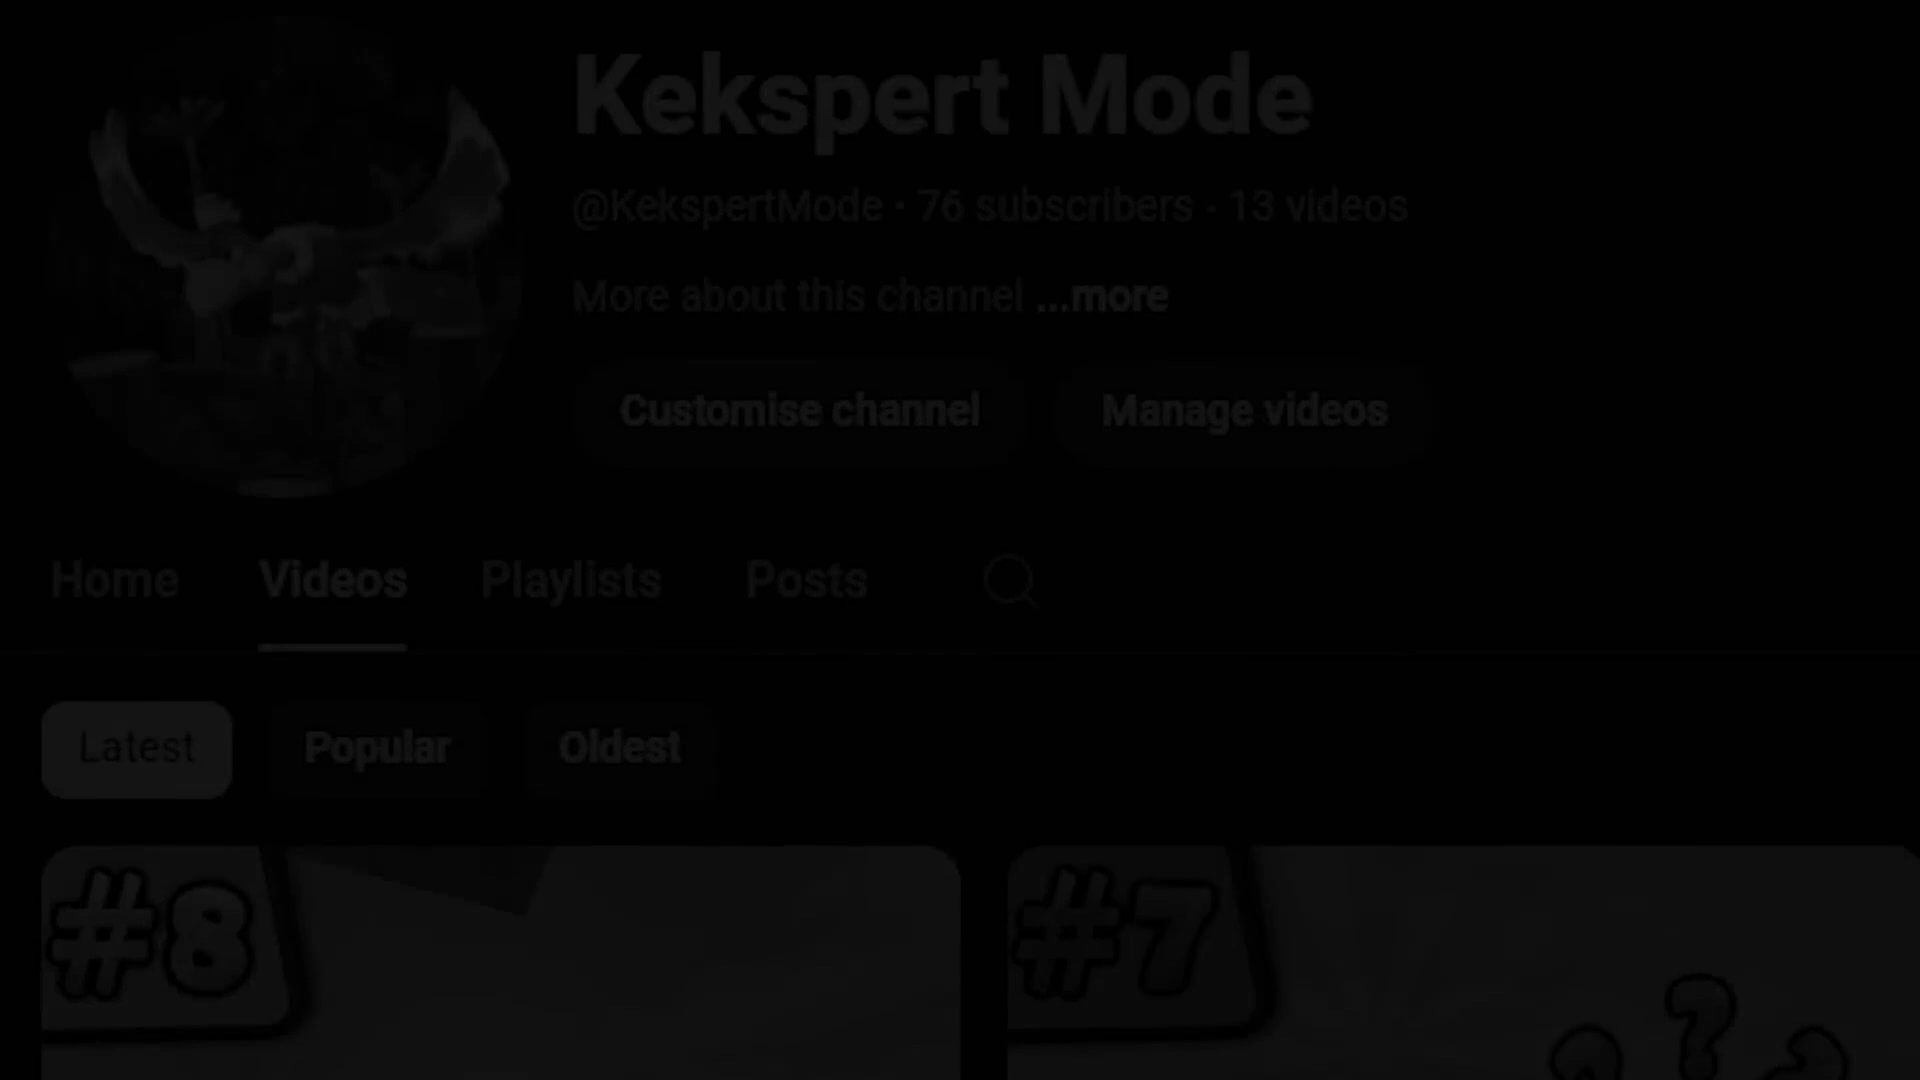 Kekspert Mode
@KekspertMode · 76 subscribers · 13 videos
More about this channel ...more
Customise channel Manage videos
Home Videos Playlists Posts
Latest Popular Oldest
#8 #7
???